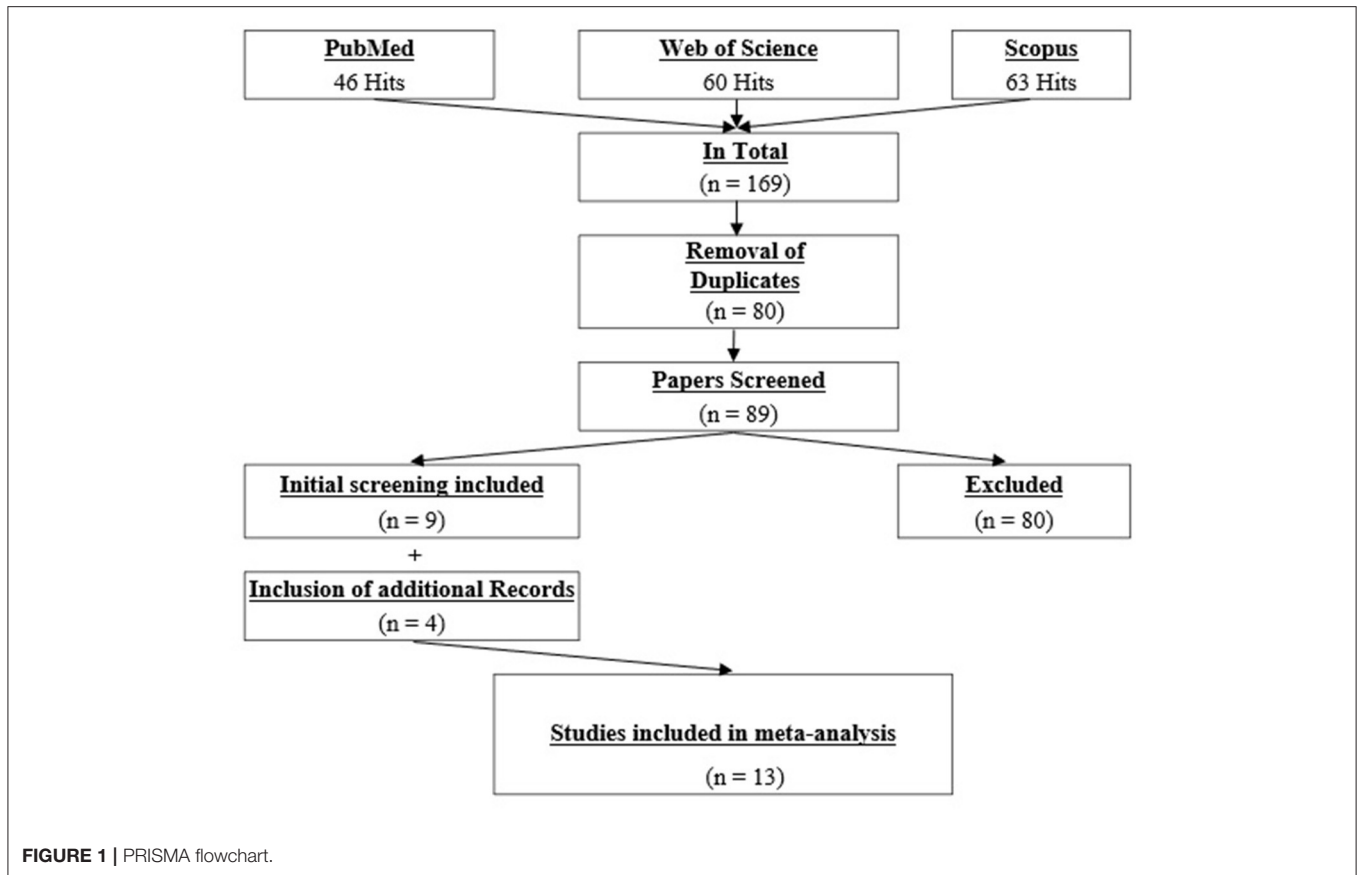 PubMed
46 Hits
Web of Science
60 Hits
Scopus
63 Hits
In Total
(n = 169)
Removal of
Duplicates
(n = 80)
Papers Screened
(n = 89)
Initial screening included
(n = 9)
Excluded
(n = 80)
+
Inclusion of additional Records
(n = 4)
Studies included in meta-analysis
(n = 13)
FIGURE 1 | PRISMA flowchart.